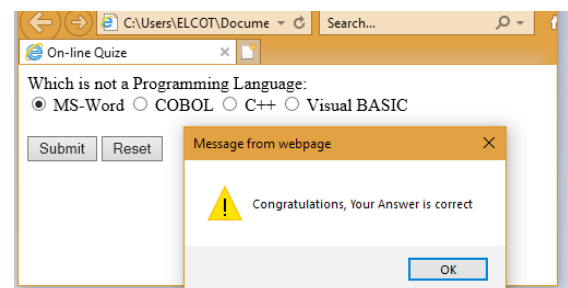 C:\Users\ELCOT\Docume
Search...
On-line Quize
Which is not a Programming Language:
MS-Word COBOL C++ Visual BASIC
Submit Reset
Message from webpage
Congratulations, Your Answer is correct
OK